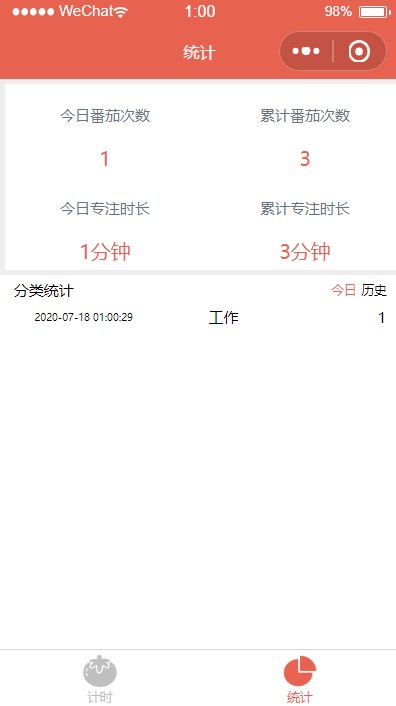 WeChat 1:00 98%
统计
今日番茄次数 累计番茄次数
1 3
今日专注时长 累计专注时长
1分钟 3分钟
分类统计 今日 历史
2020-07-18 01:00:29 工作 1
计时 统计